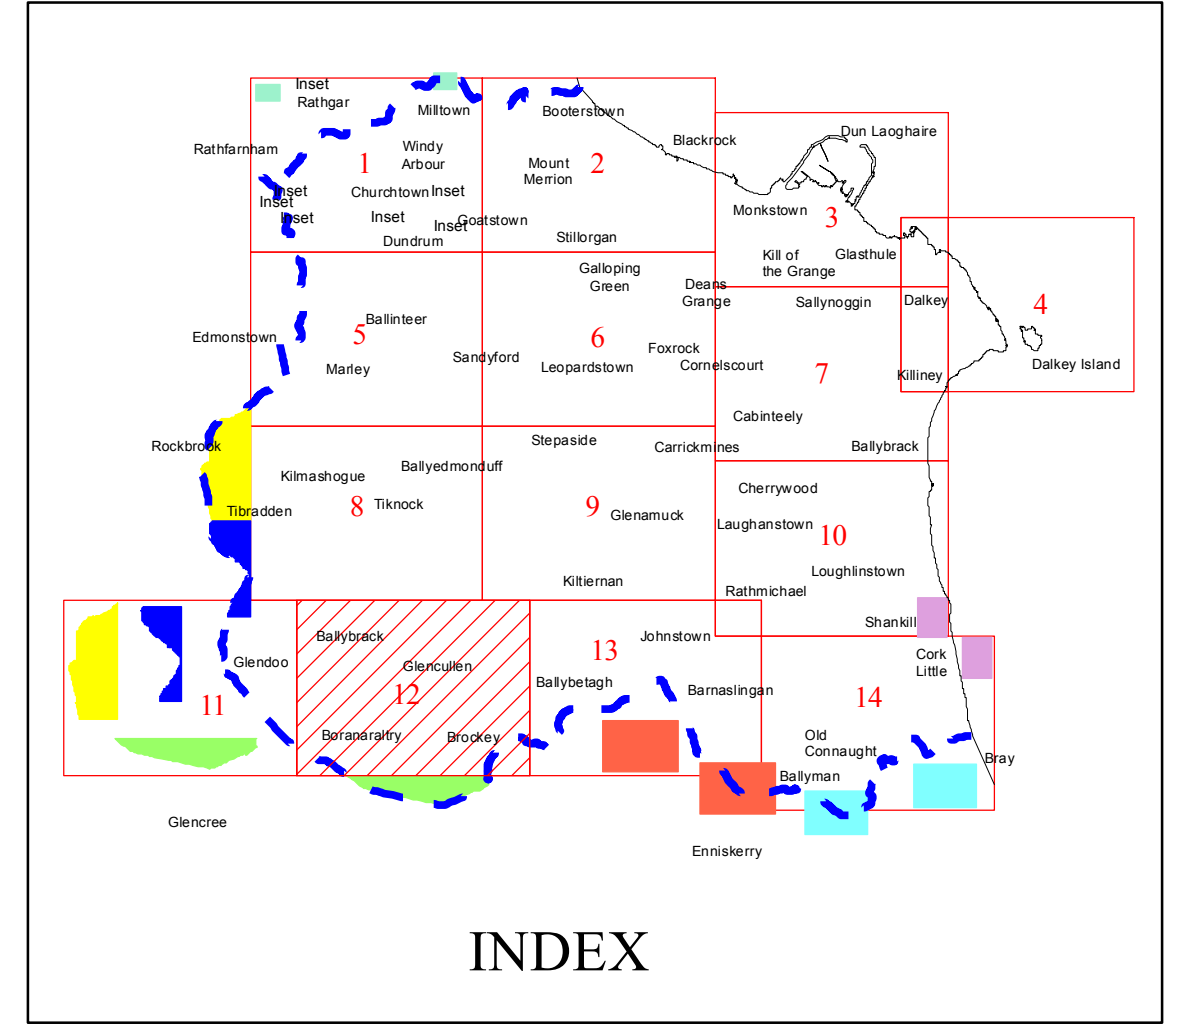 Inset
Rathgar
Milltown
Booterstown
Rathfarnham
Windy
Arbour
1
Mount
Merrion
2
Blackrock
Dun Laoghaire
Inset
Inset
Inset
Churchtown
Inset
Inset
Inset
Goatstown
Dundrum
Stillorgan
Monkstown
3
Kill of
the Grange
Glasthule
Galloping
Green
Deans
Grange
Sallynoggin
Dalkey
4
Dalkey Island
Edmonstown
5
Ballinteer
Marley
Sandyford
6
Leopardstown
Foxrock
Cornelscourt
7
Killiney
Cabinteely
Ballybrack
Rockbrook
Stepaside
Carrickmines
Kilmashogue
Ballyedmonduff
Tiknock
8
Tibradden
9
Glenamuck
Kiltiernan
Cherrywood
Laughanstown
10
Loughlinstown
Rathmichael
Shankill
Cork
Little
Glendoo
11
Ballybrack
Glencullen
12
Boranaraltry
Brockey
13
Johnstown
Ballybetagh
Barnaslingan
14
Old
Connaught
Ballyman
Bray
Glencree
Enniskerry
INDEX